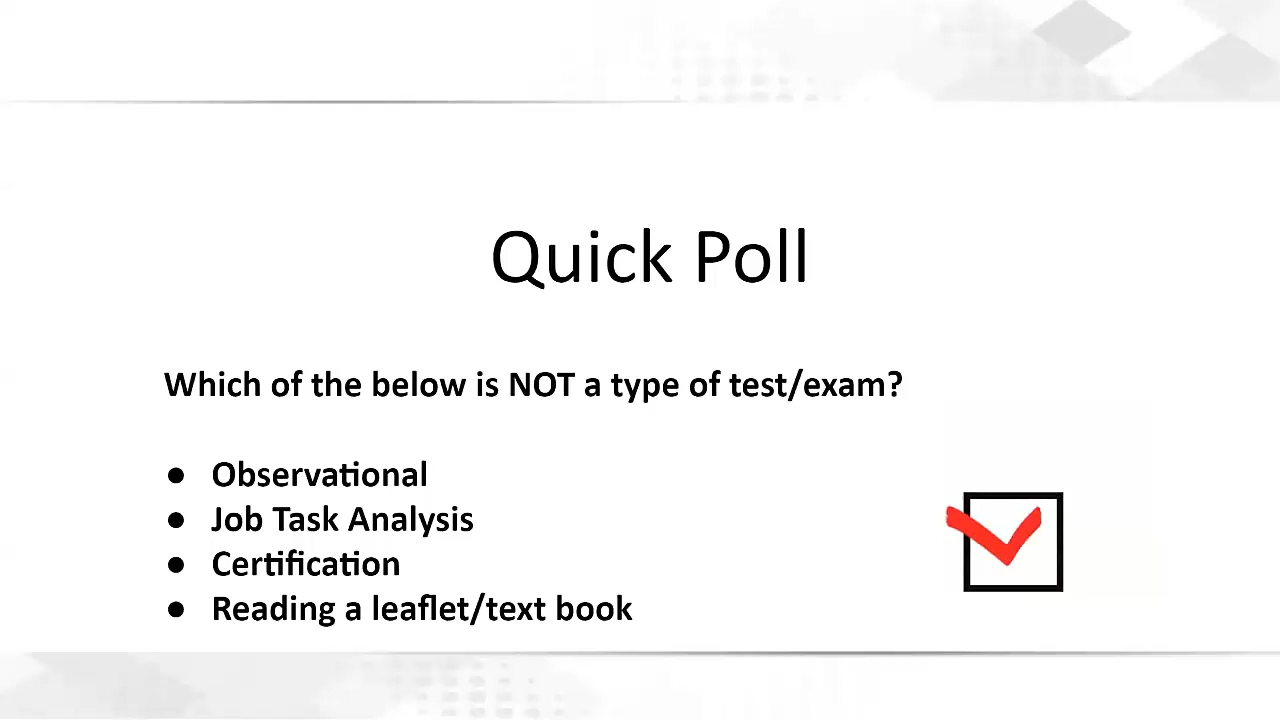 Quick Poll
Which of the below is NOT a type of test/exam?
● Observational
● Job Task Analysis
● Certification
● Reading a leaflet/text book